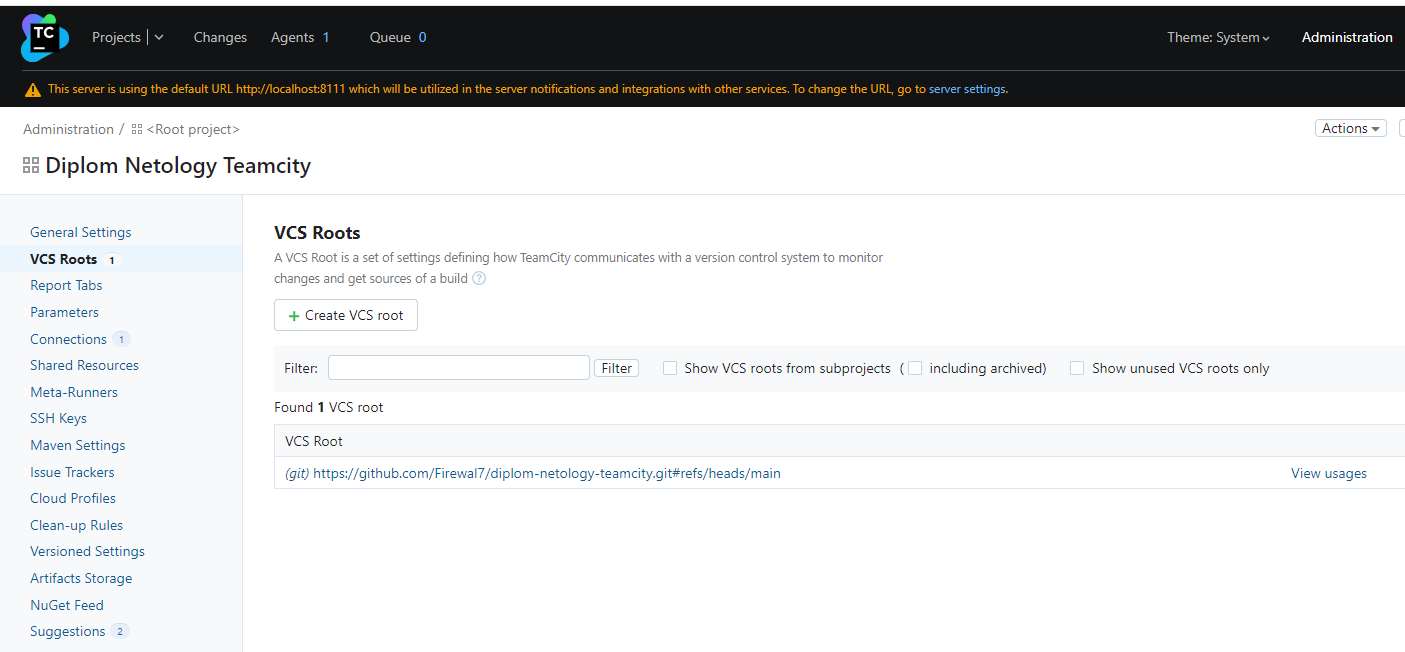 TC
Projects
Changes
Agents 1
Queue 0
Theme: System
Administration
This server is using the default URL http://localhost:8111 which will be utilized in the server notifications and integrations with other services. To change the URL, go to server settings.
Administration / <Root project>
Actions
Diplom Netology Teamcity
General Settings
VCS Roots 1
Report Tabs
Parameters
Connections 1
Shared Resources
Meta-Runners
SSH Keys
Maven Settings
Issue Trackers
Cloud Profiles
Clean-up Rules
Versioned Settings
Artifacts Storage
NuGet Feed
Suggestions 2
VCS Roots
A VCS Root is a set of settings defining how TeamCity communicates with a version control system to monitor
changes and get sources of a build ?
+ Create VCS root
Filter: Filter Show VCS roots from subprojects ( including archived) Show unused VCS roots only
Found 1 VCS root
VCS Root
(git) https://github.com/Firewal7/diplom-netology-teamcity.git#refs/heads/main View usages